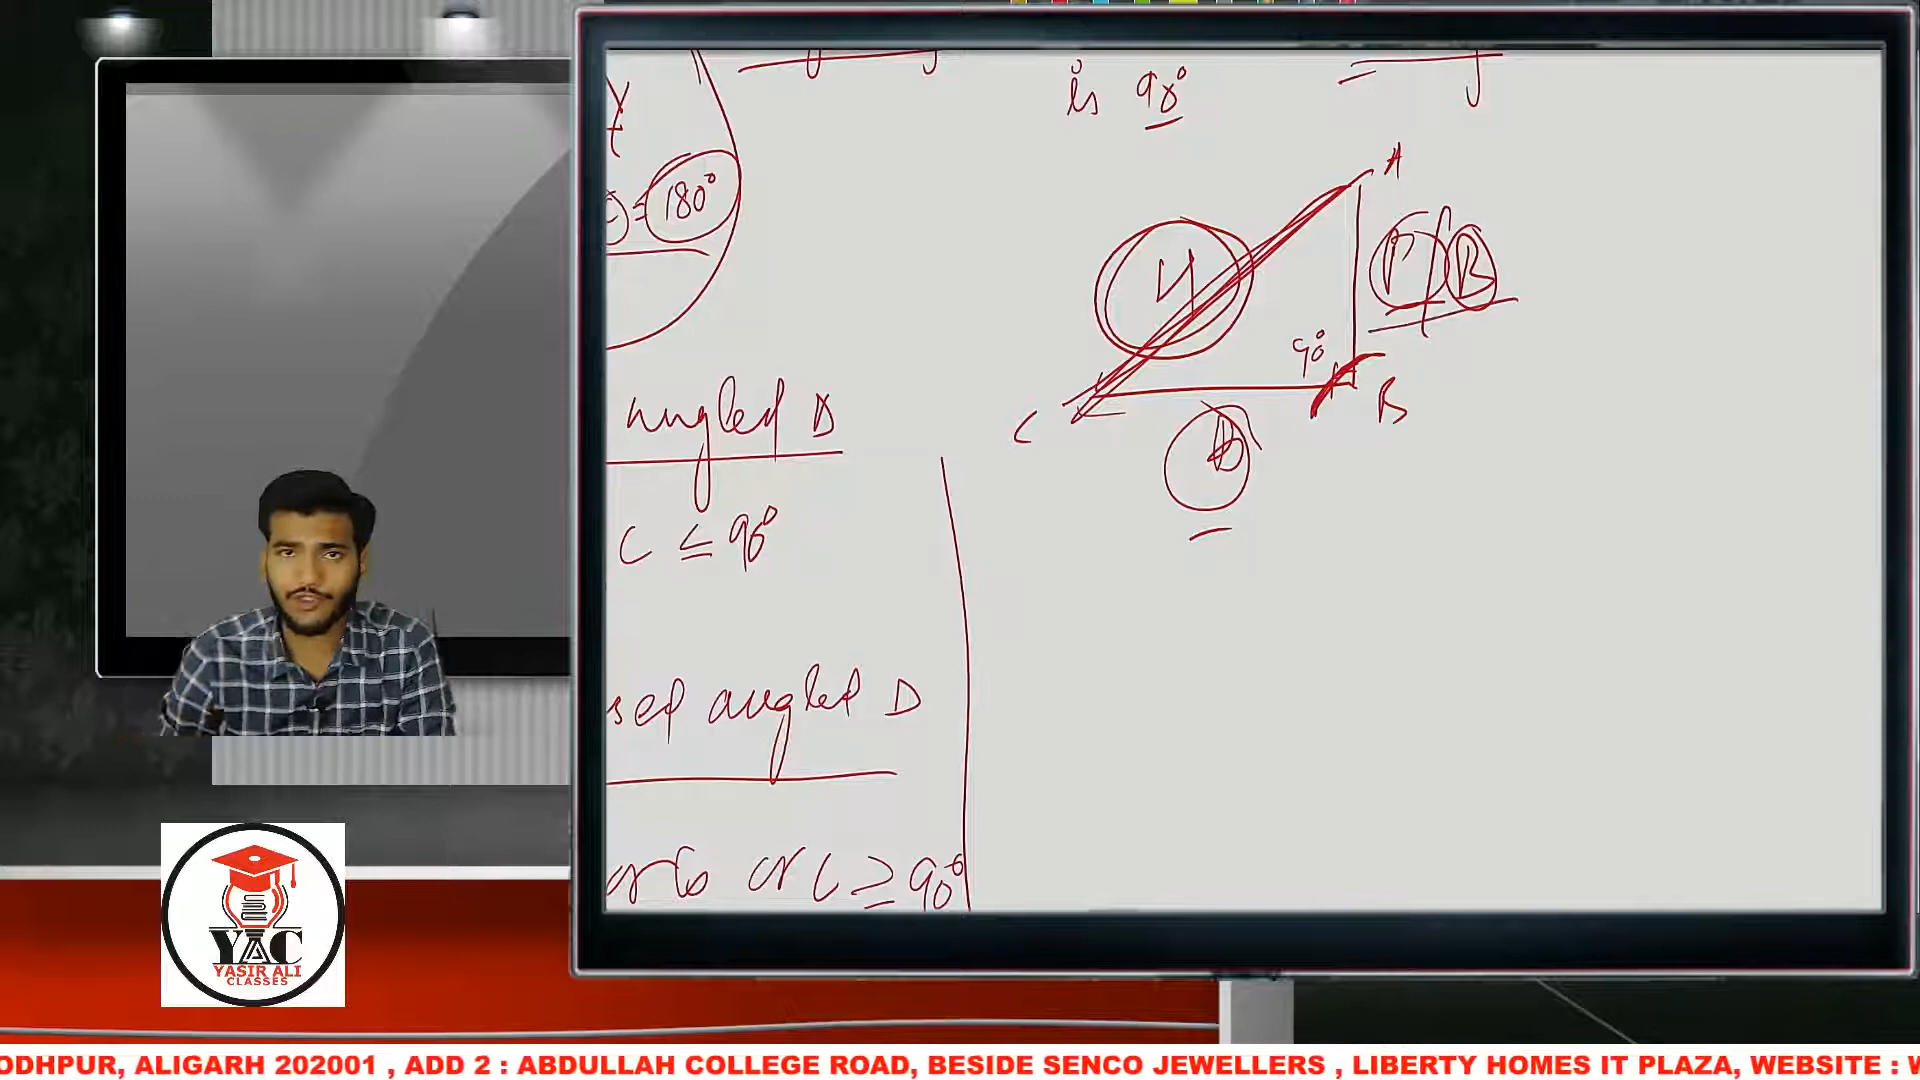 is 90°
A
180°
H
P/B
90°
angled Δ
B
C
B
C ≤ 90°
sed angled Δ
or C ≥ 90°
YAC
YASIR ALI
CLASSES
ODHPUR, ALIGARH 202001 , ADD 2 : ABDULLAH COLLEGE ROAD, BESIDE SENCO JEWELLERS , LIBERTY HOMES IT PLAZA, WEBSITE : W